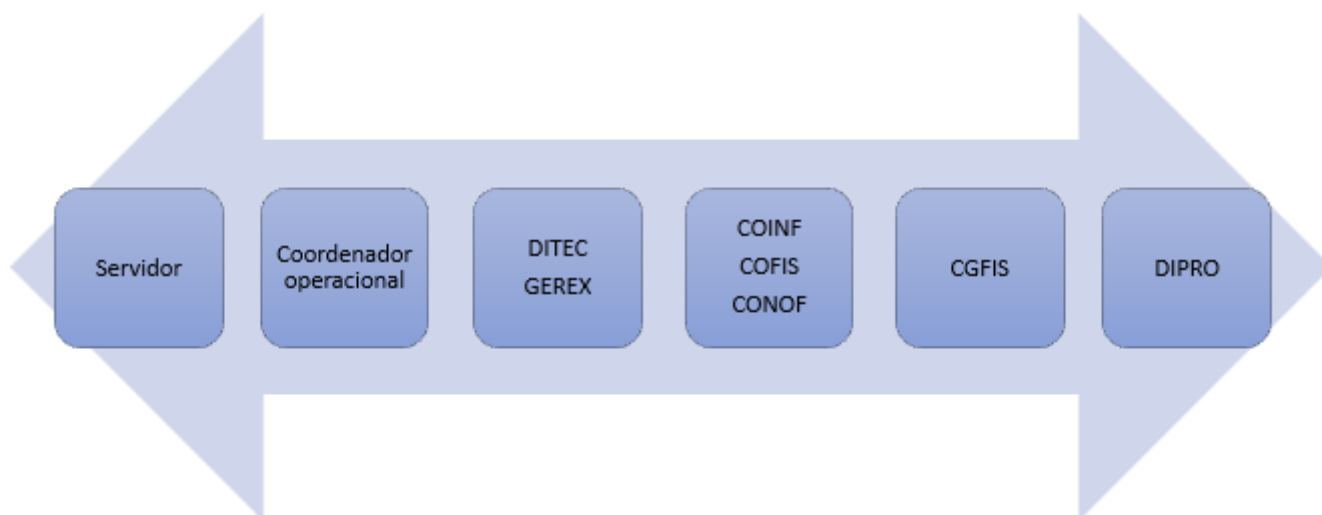 Servidor
Coordenador
operacional
DITEC
GEREX
COINF
COFIS
CONOF
CGFIS
DIPRO